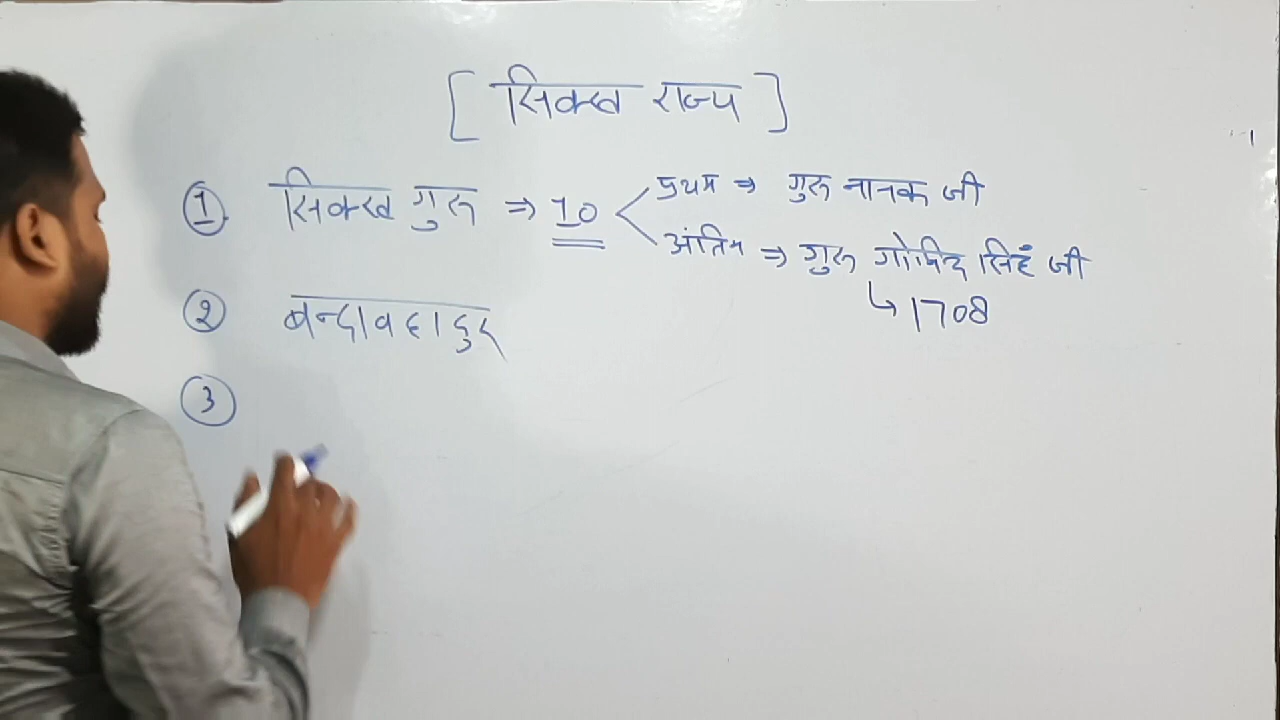 [ सिक्ख राज्य ]
① सिक्ख गुरु ⇒ 10 < प्रथम ⇒ गुरु नानक जी
अंतिम ⇒ गुरु गोविंद सिहं जी
↳ 1708
② बन्दाबहादुर
③